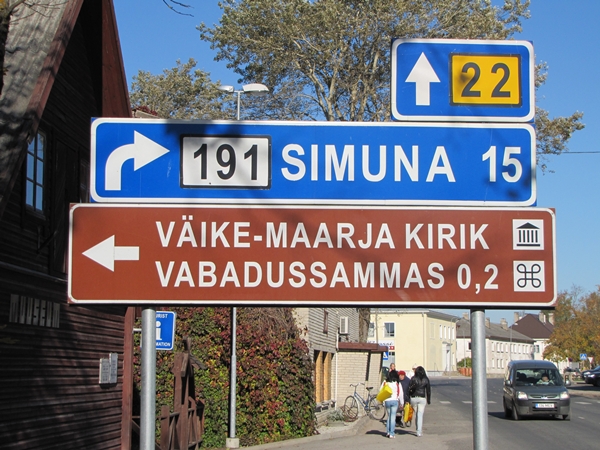 22
191 SIMUNA 15
VÄIKE-MAARJA KIRIK
VABADUSSAMMAS 0,2
MUSEUM